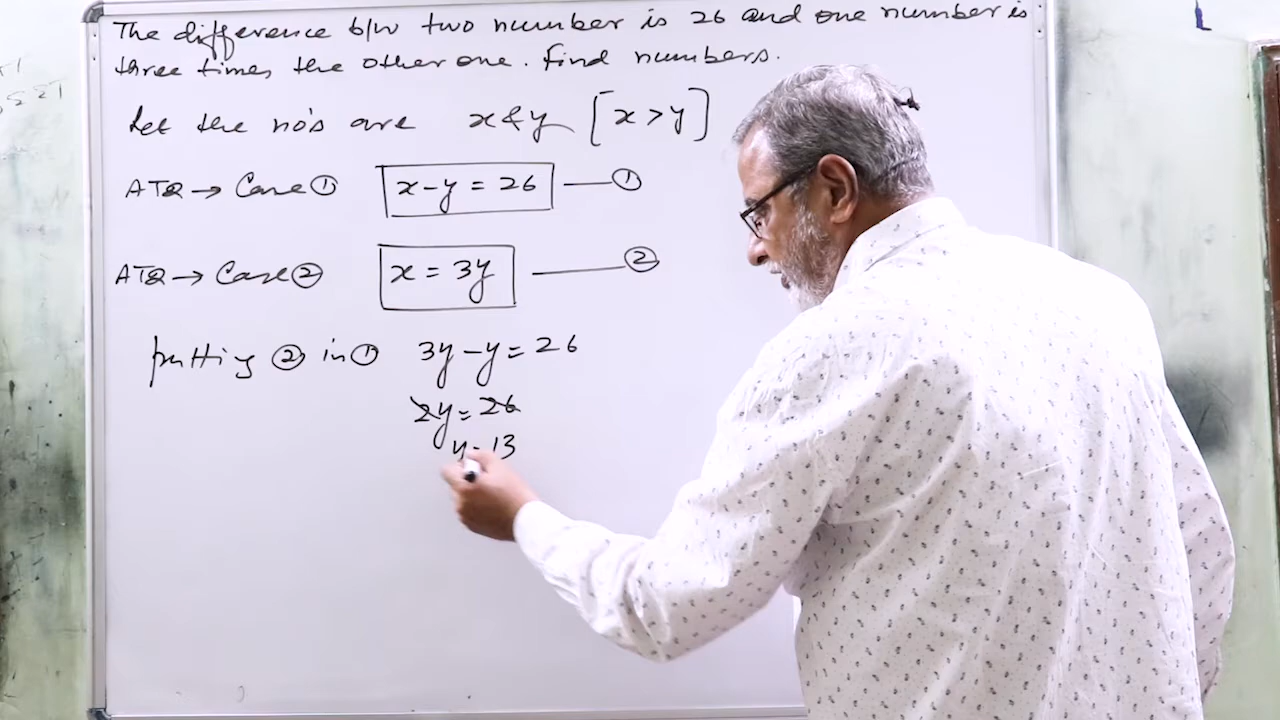 The difference b/w two number is 26 and one number is
three times the other one. find numbers.
Let the no's are x & y [x > y]
ATQ → Case ① x - y = 26 — ①
ATQ → Case ② x = 3y — ②
putting ② in ① 3y - y = 26
2y = 26
y = 13